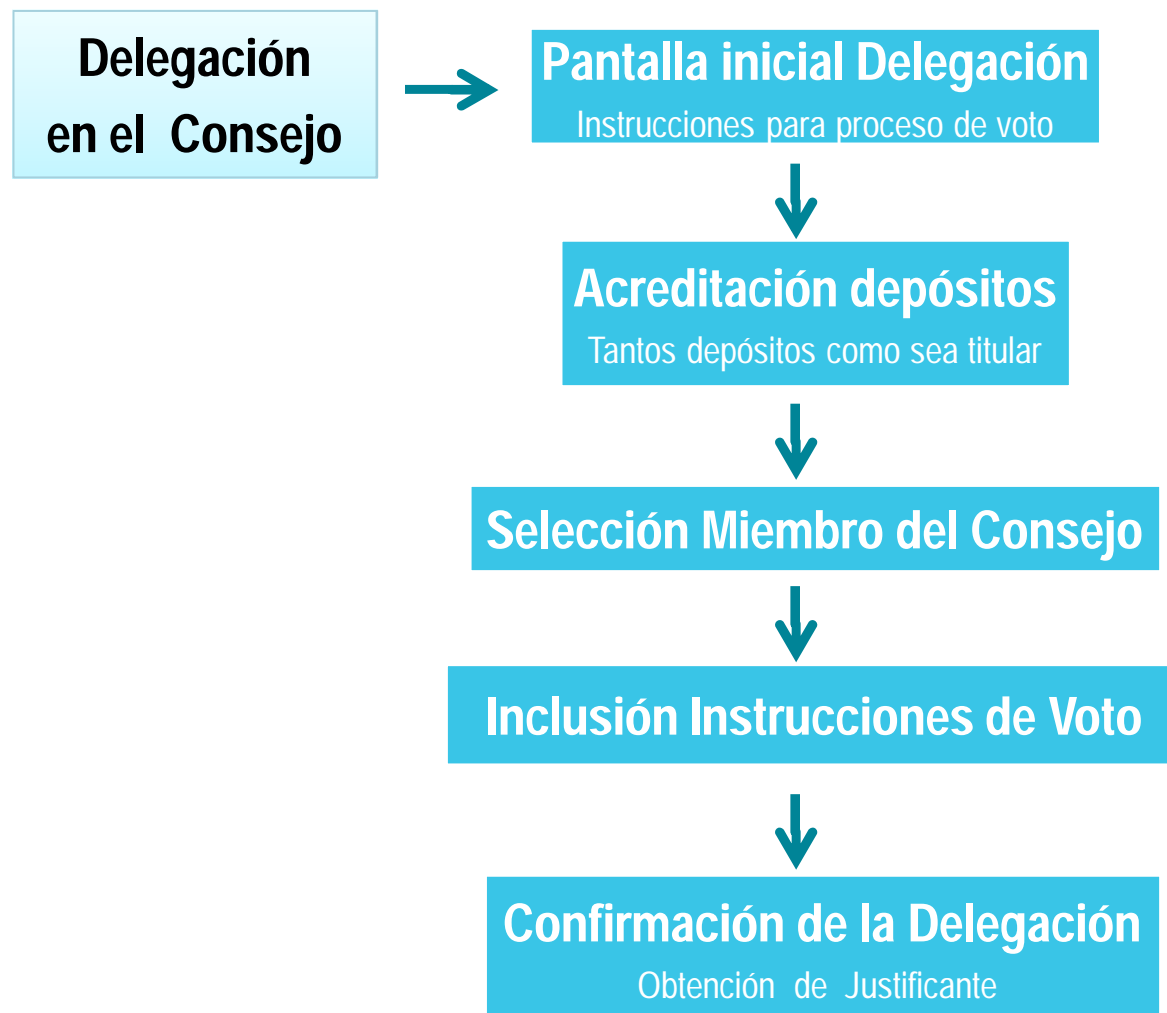 Delegación
en el Consejo
Pantalla inicial Delegación
Instrucciones para proceso de voto
Acreditación depósitos
Tantos depósitos como sea titular
Selección Miembro del Consejo
Inclusión Instrucciones de Voto
Confirmación de la Delegación
Obtención de Justificante